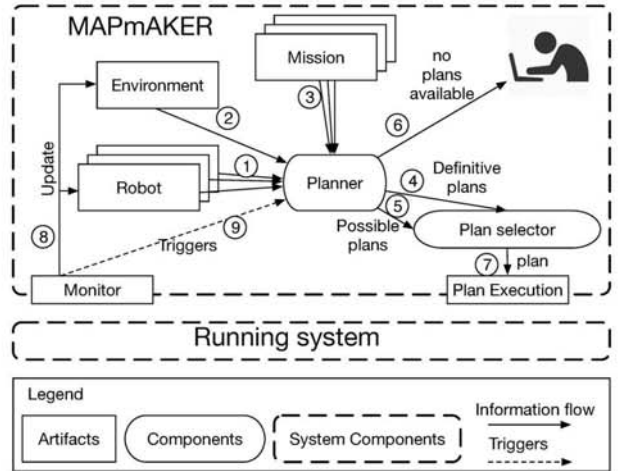 MAPmAKER
Mission
no
plans
available
Environment
3
2
6
Update
Robot
1
Planner
4
Definitive
plans
5
Possible
plans
Plan selector
8
Triggers
9
7
plan
Monitor
Plan Execution
Running system
Legend
Artifacts
Components
System Components
Information flow
Triggers